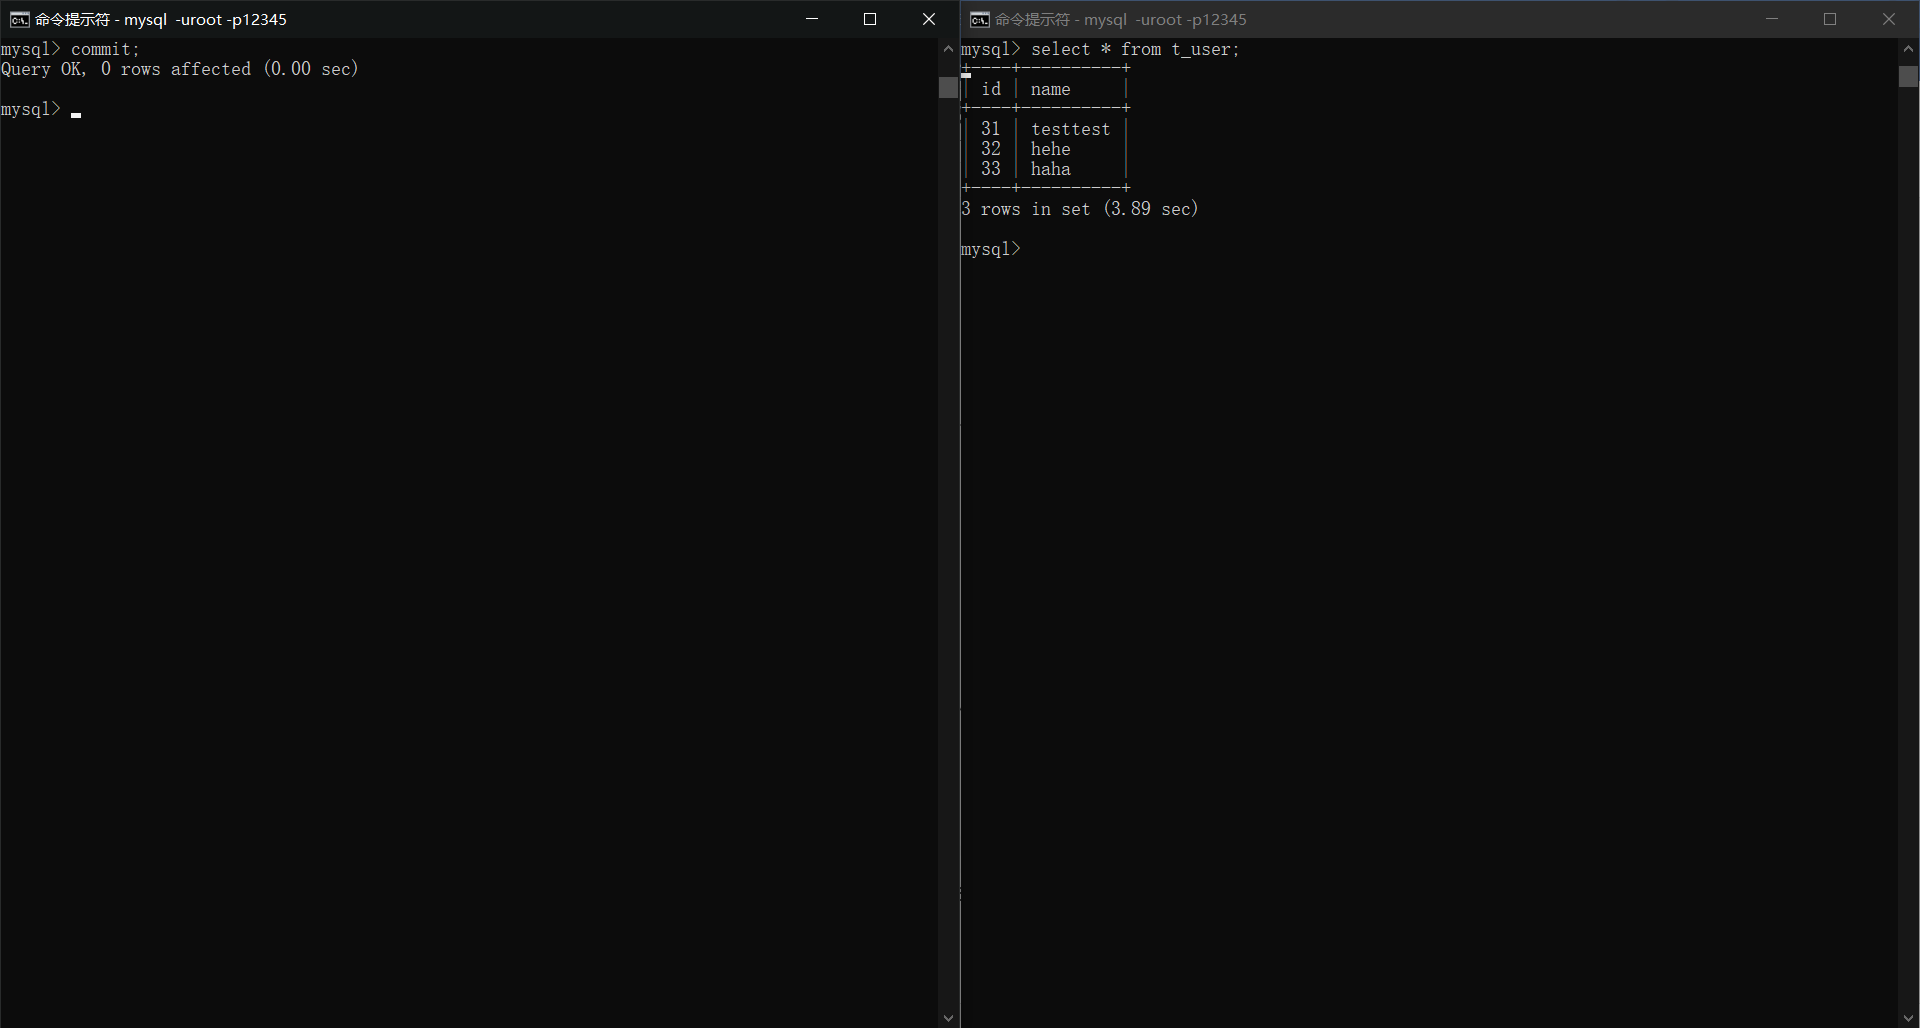 命令提示符 - mysql  -uroot -p12345
mysql> commit;
Query OK, 0 rows affected (0.00 sec)
mysql>
命令提示符 - mysql  -uroot -p12345
mysql> select * from t_user;
+----+----------+
| id | name     |
+----+----------+
| 31 | testtest |
| 32 | hehe     |
| 33 | haha     |
+----+----------+
3 rows in set (3.89 sec)
mysql>